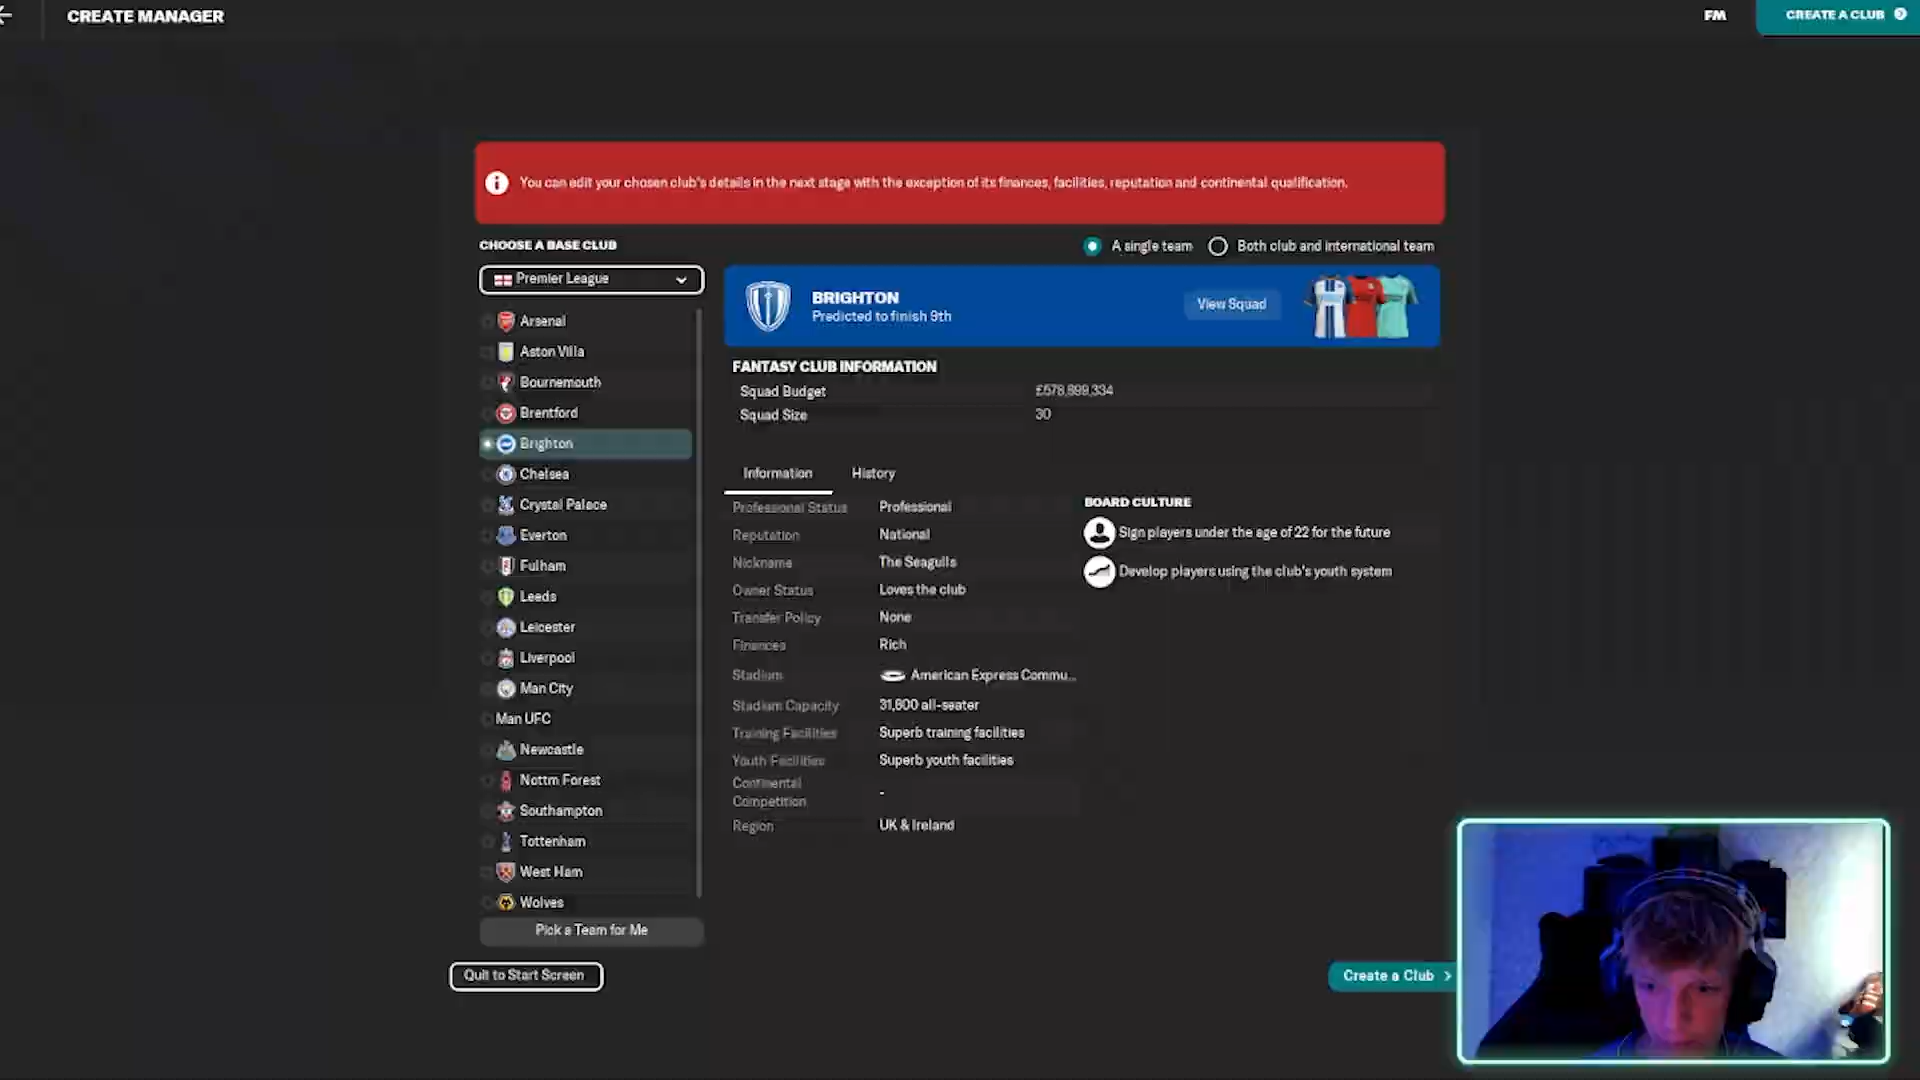 CREATE MANAGER
FM
CREATE A CLUB
You can edit your chosen club's details in the next stage with the exception of its finances, facilities, reputation and continental qualification.
CHOOSE A BASE CLUB
A single team
Both club and international team
Premier League
Arsenal
Aston Villa
Bournemouth
Brentford
Brighton
Chelsea
Crystal Palace
Everton
Fulham
Leeds
Leicester
Liverpool
Man City
Man UFC
Newcastle
Nottm Forest
Southampton
Tottenham
West Ham
Wolves
Pick a Team for Me
Quit to Start Screen
BRIGHTON
Predicted to finish 9th
View Squad
FANTASY CLUB INFORMATION
Squad Budget
Squad Size 30
Information History
Professional Status Professional
Reputation National
Nickname The Seagulls
Owner Status Loves the club
Transfer Policy None
Finances Rich
Stadium American Express Commu...
Stadium Capacity 31,800 all-seater
Training Facilities Superb training facilities
Youth Facilities Superb youth facilities
Continental
Competition -
Region UK & Ireland
BOARD CULTURE
Sign players under the age of 22 for the future
Develop players using the club's youth system
Create a Club